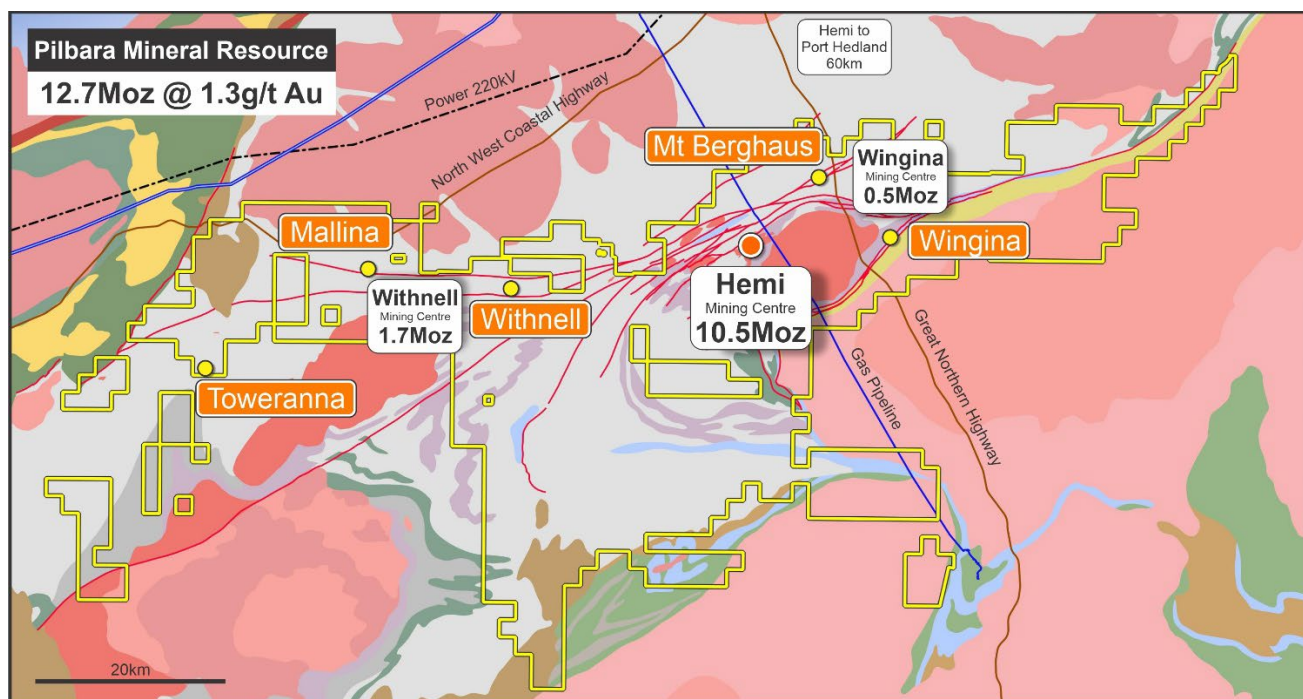 Pilbara Mineral Resource
12.7Moz @ 1.3g/t Au
Hemi to
Port Hedland
60km
Power 220kV
North West Coastal Highway
Mt Berghaus
Wingina
Mining Centre
0.5Moz
Mallina
Wingina
Withnell
Mining Centre
1.7Moz
Withnell
Hemi
Mining Centre
10.5Moz
Toweranna
Gas Pipeline
Great Northern Highway
20km